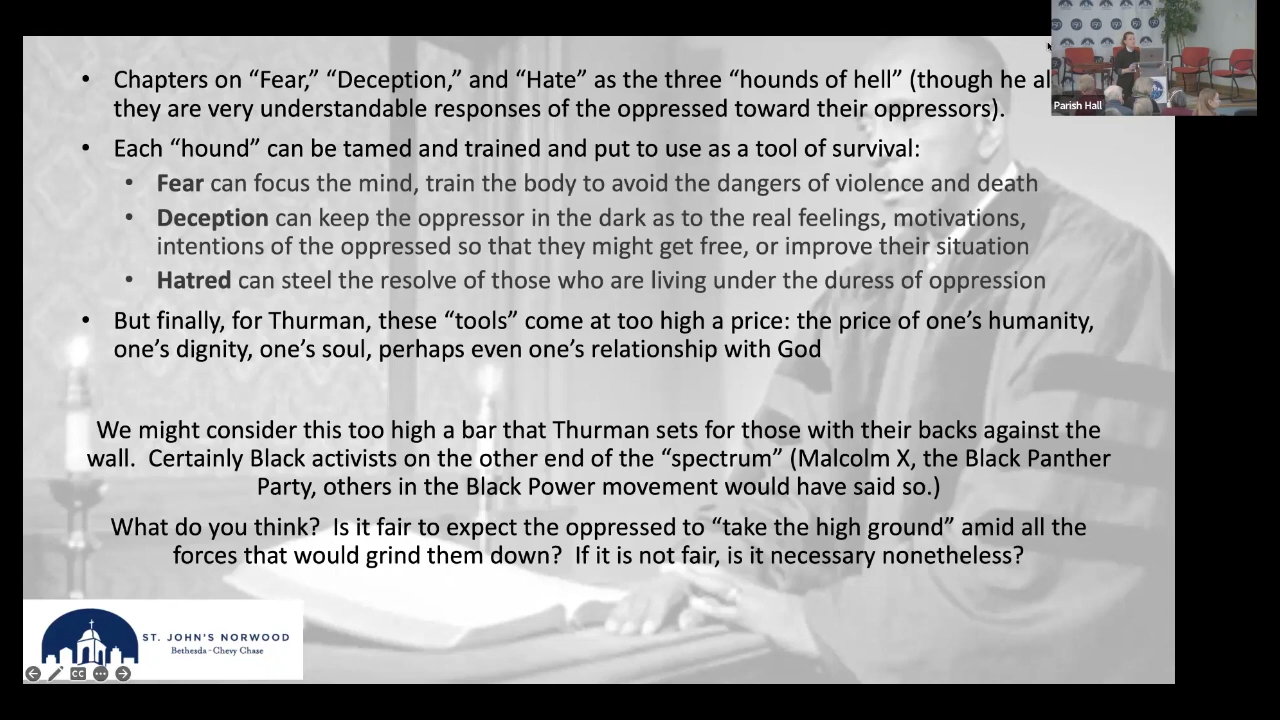 • Chapters on “Fear,” “Deception,” and “Hate” as the three “hounds of hell” (though he
they are very understandable responses of the oppressed toward their oppressors).
• Each “hound” can be tamed and trained and put to use as a tool of survival:
• Fear can focus the mind, train the body to avoid the dangers of violence and death
• Deception can keep the oppressor in the dark as to the real feelings, motivations,
intentions of the oppressed so that they might get free, or improve their situation
• Hatred can steel the resolve of those who are living under the duress of oppression
• But finally, for Thurman, these “tools” come at too high a price: the price of one’s humanity,
one’s dignity, one’s soul, perhaps even one’s relationship with God
We might consider this too high a bar that Thurman sets for those with their backs against the
wall.  Certainly Black activists on the other end of the “spectrum” (Malcolm X, the Black Panther
Party, others in the Black Power movement would have said so.)
What do you think?  Is it fair to expect the oppressed to “take the high ground” amid all the
forces that would grind them down?  If it is not fair, is it necessary nonetheless?
Parish Hall
ST. JOHN'S NORWOOD
Bethesda - Chevy Chase
CC